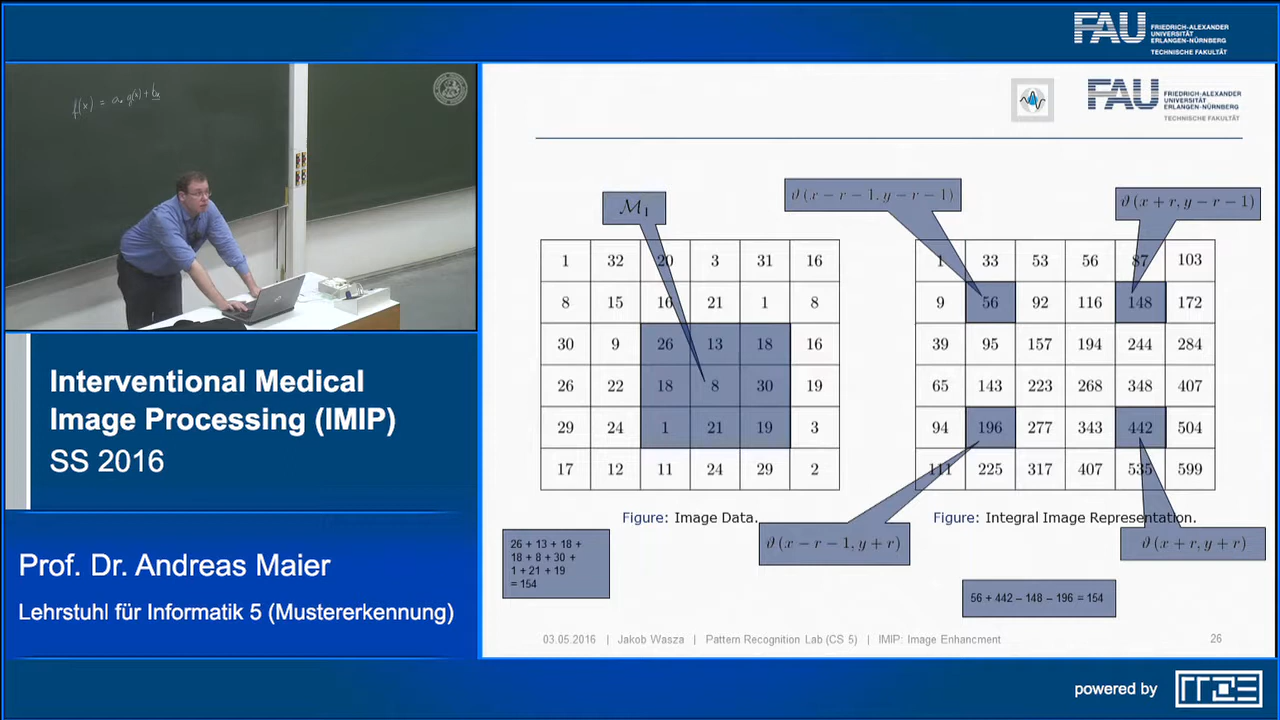 FAU FRIEDRICH-ALEXANDER
UNIVERSITÄT
ERLANGEN-NÜRNBERG
TECHNISCHE FAKULTÄT
f(x) = aₓ g(x) + bₓ
Interventional Medical
Image Processing (IMIP)
SS 2016
Prof. Dr. Andreas Maier
Lehrstuhl für Informatik 5 (Mustererkennung)
FAU FRIEDRICH-ALEXANDER
UNIVERSITÄT
ERLANGEN-NÜRNBERG
TECHNISCHE FAKULTÄT
ℳ₁
ϑ(x − r − 1, y − r − 1)
ϑ(x + r, y − r − 1)
1 32 20 3 31 16
8 15 16 21 1 8
30 9 26 13 18 16
26 22 18 8 30 19
29 24 1 21 19 3
17 12 11 24 29 2
Figure: Image Data.
1 33 53 56 87 103
9 56 92 116 148 172
39 95 157 194 244 284
65 143 223 268 348 407
94 196 277 343 442 504
111 225 317 407 535 599
Figure: Integral Image Representation.
ϑ(x − r − 1, y + r)
ϑ(x + r, y + r)
26 + 13 + 18 +
18 + 8 + 30 +
1 + 21 + 19
= 154
56 + 442 – 148 – 196 = 154
03.05.2016 | Jakob Wasza | Pattern Recognition Lab (CS 5) | IMIP: Image Enhancment 26
powered by RRZE